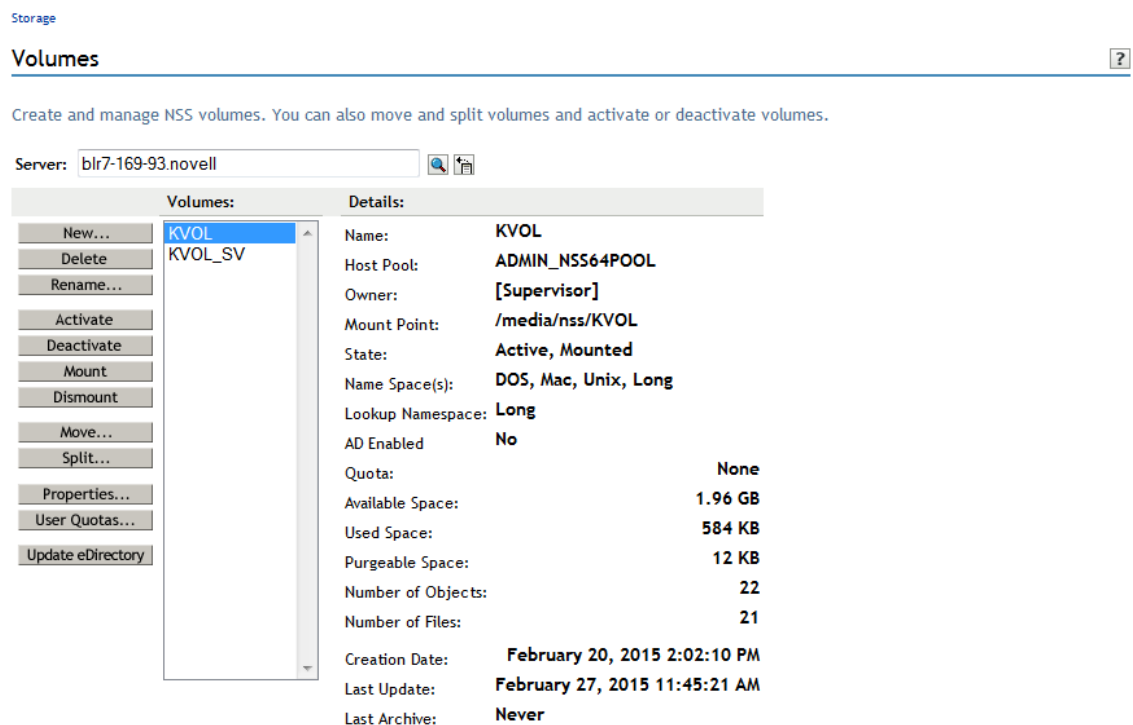 Storage
Volumes
?
Create and manage NSS volumes. You can also move and split volumes and activate or deactivate volumes.
Server: blr7-169-93.novell
Volumes: Details:
New...
Delete
Rename...
Activate
Deactivate
Mount
Dismount
Move...
Split...
Properties...
User Quotas...
Update eDirectory
KVOL
KVOL_SV
Name: KVOL
Host Pool: ADMIN_NSS64POOL
Owner: [Supervisor]
Mount Point: /media/nss/KVOL
State: Active, Mounted
Name Space(s): DOS, Mac, Unix, Long
Lookup Namespace: Long
AD Enabled No
Quota: None
Available Space: 1.96 GB
Used Space: 584 KB
Purgeable Space: 12 KB
Number of Objects: 22
Number of Files: 21
Creation Date: February 20, 2015 2:02:10 PM
Last Update: February 27, 2015 11:45:21 AM
Last Archive: Never